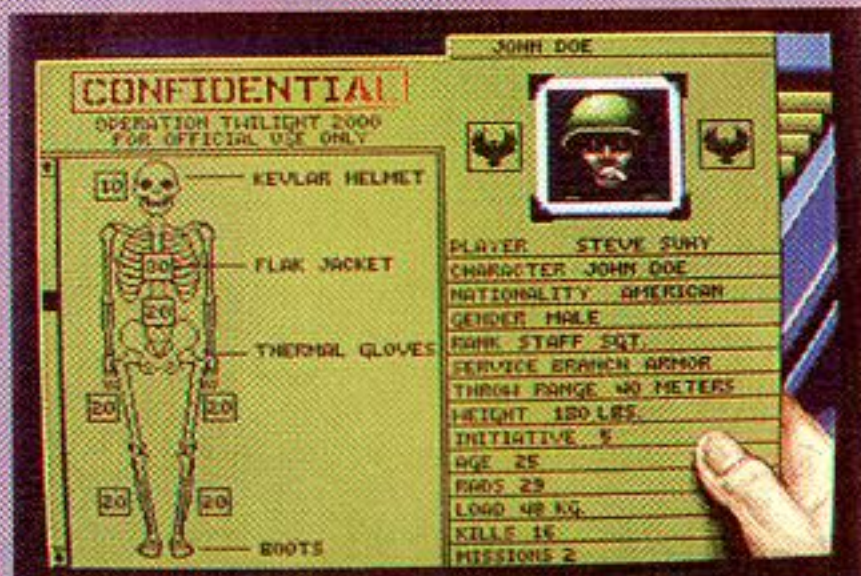 CONFIDENTIAL
OPERATION TWILIGHT 2000
FOR OFFICIAL USE ONLY
10
KEVLAR HELMET
FLAK JACKET
20
THERMAL GLOVES
20 20
20 20
BOOTS
JOHN DOE
PLAYER STEVE SUHY
CHARACTER JOHN DOE
NATIONALITY AMERICAN
GENDER MALE
RANK STAFF SGT.
SERVICE BRANCH ARMOR
THROW RANGE 40 METERS
HEIGHT 180 LBS.
INITIATIVE 5
AGE 25
RADS 29
LOAD 48 KG.
KILLS 16
MISSIONS 2